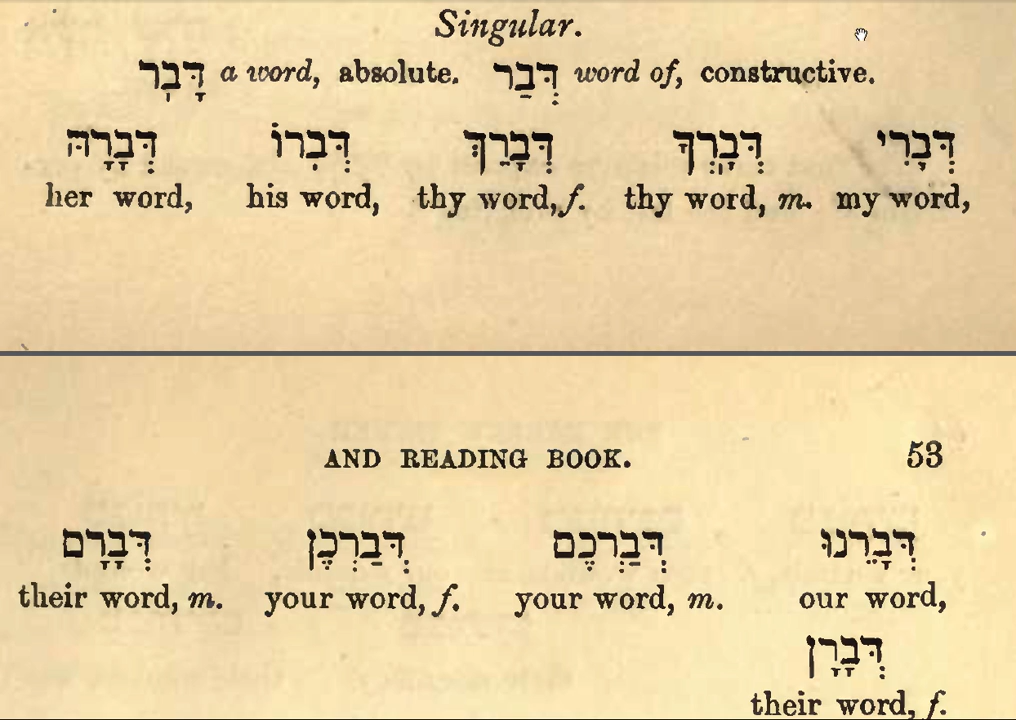 Singular.
דָּבָר a word, absolute. דְּבַר word of, constructive.
דְּבָרִי דְּבָרְךָ דְּבָרֵךְ דְּבָרוֹ דְּבָרָהּ
her word, his word, thy word, f. thy word, m. my word,
AND READING BOOK. 53
דְּבָרֵנוּ דְּבַרְכֶם דְּבַרְכֶן דְּבָרָם
their word, m. your word, f. your word, m. our word,
דְּבָרָן
their word, f.